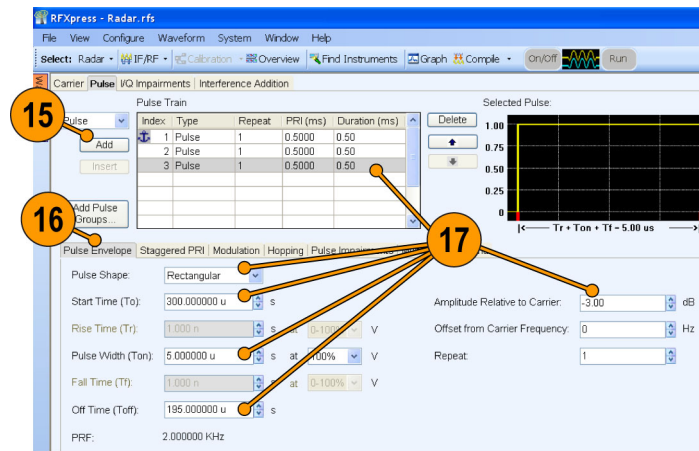 RFXpress - Radar.rfs
File View Configure Waveform System Window Help
Select: Radar IF/RF Calibration Overview Find Instruments Graph Compile On/Off Run
Carrier Pulse I/Q Impairments Interference Addition
Pulse Train
Selected Pulse:
15
Pulse
Add
Insert
Add Pulse Groups...
Index Type Repeat PRI (ms) Duration (ms)
1 Pulse 1 0.5000 0.50
2 Pulse 1 0.5000 0.50
3 Pulse 1 0.5000 0.50
Delete
1.00
0.75
0.50
0.25
0
Tr + Ton + Tf = 5.00 us
16
17
Pulse Envelope Staggered PRI Modulation Hopping Pulse Impairments
Pulse Shape: Rectangular
Start Time (To): 300.000000 u s
Amplitude Relative to Carrier: -3.00 dB
Rise Time (Tr): 1.000 n s at 0-100% V
Offset from Carrier Frequency: 0 Hz
Pulse Width (Ton): 5.000000 u s at 100% V
Repeat: 1
Fall Time (Tf): 1.000 n s at 0-100% V
Off Time (Toff): 195.000000 u s
PRF: 2.000000 KHz